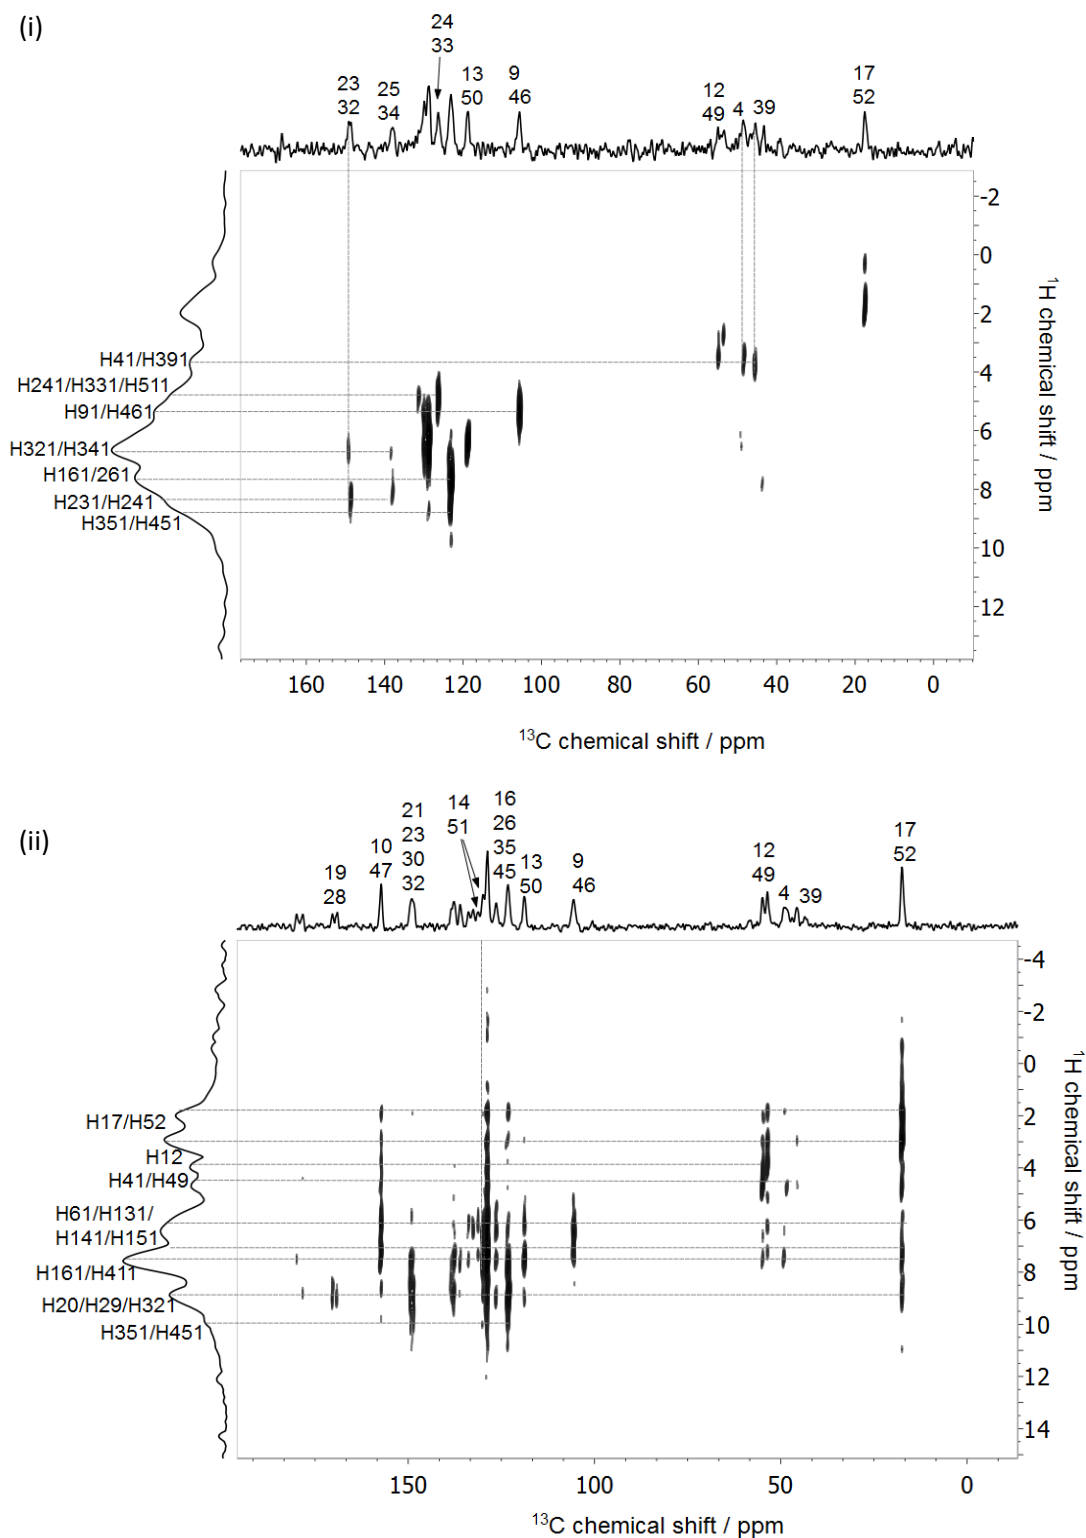 (i)
24
33
23
32
25
34
13
50
9
46
12
49
4
39
17
52
-2
0
2
4
6
8
10
12
¹H chemical shift / ppm
H41/H391
H241/H331/H511
H91/H461
H321/H341
H161/261
H231/H241
H351/H451
160 140 120 100 80 60 40 20 0
¹³C chemical shift / ppm
(ii)
19
28
10
47
21
23
30
32
14
51
16
26
35
45
13
50
9
46
12
49
4
39
17
52
-4
-2
0
2
4
6
8
10
12
14
¹H chemical shift / ppm
H17/H52
H12
H41/H49
H61/H131/
H141/H151
H161/H411
H20/H29/H321
H351/H451
150 100 50 0
¹³C chemical shift / ppm